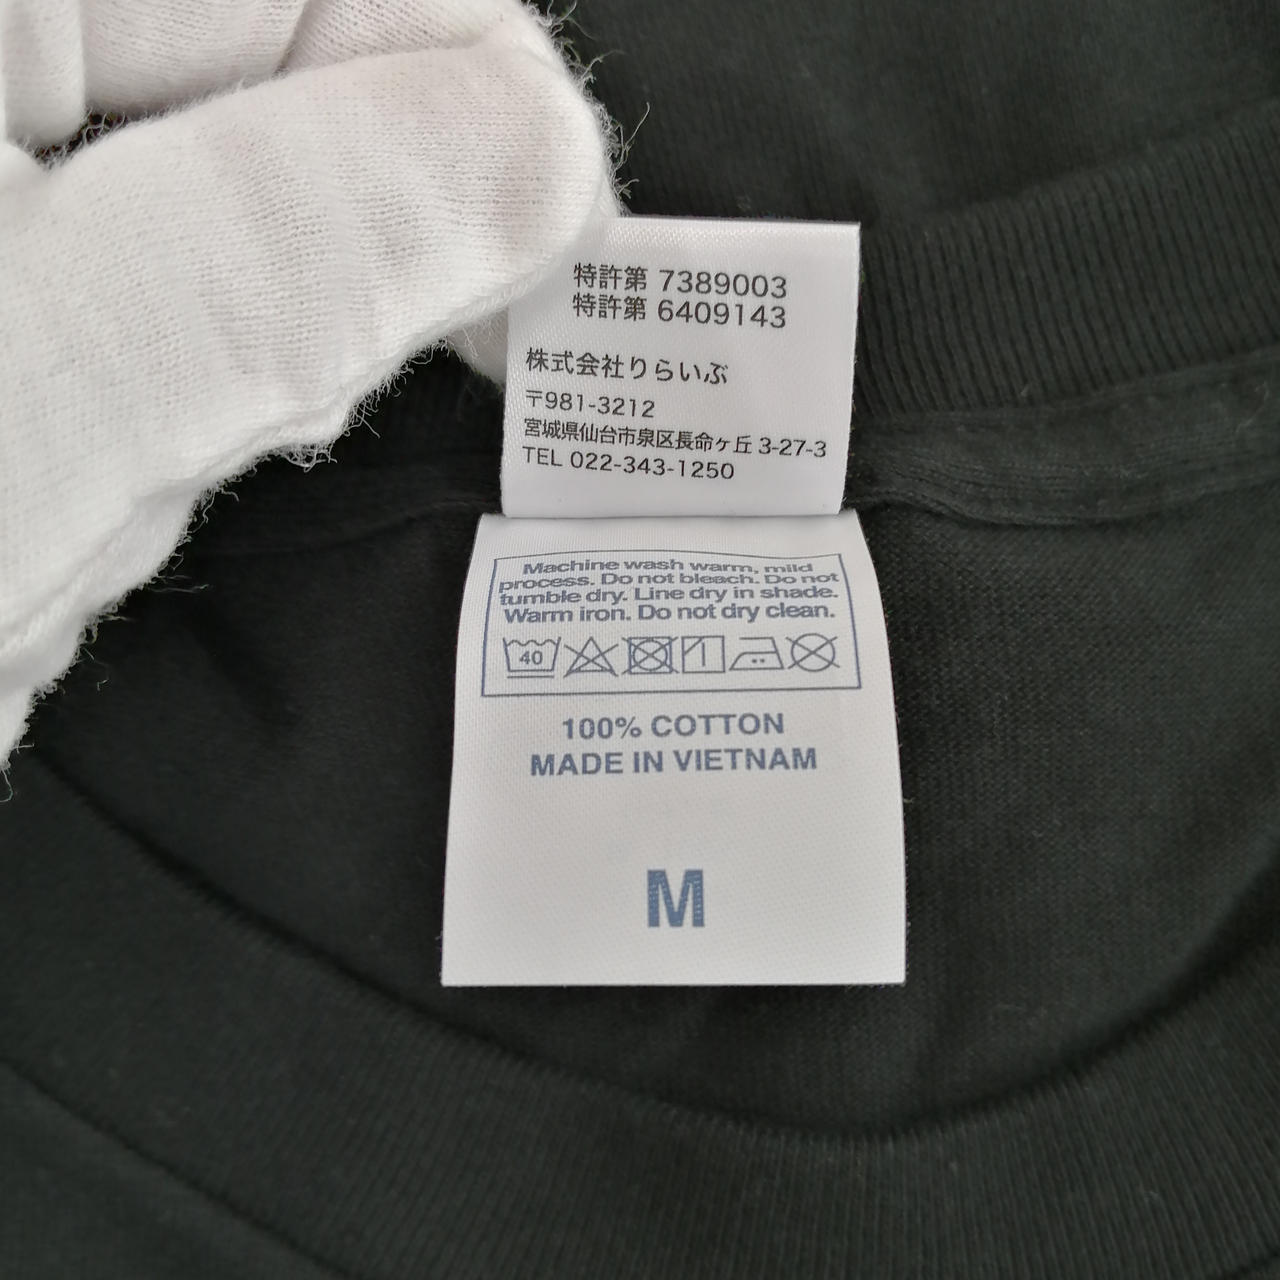 特許第 7389003
特許第 6409143
株式会社りらいぶ
〒981-3212
宮城県仙台市泉区長命ヶ丘 3-27-3
TEL 022-343-1250
Machine wash warm, mild
process. Do not bleach. Do not
tumble dry. Line dry in shade.
Warm iron. Do not dry clean.
40
100% COTTON
MADE IN VIETNAM
M